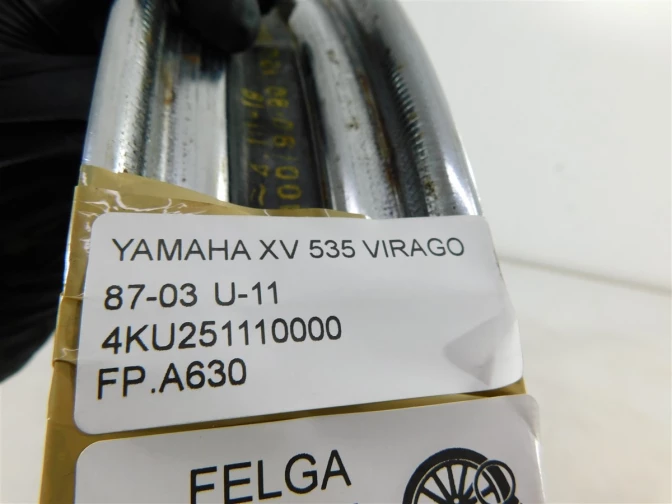 YAMAHA XV 535 VIRAGO
87-03 U-11
4KU251110000
FP.A630
FELGA